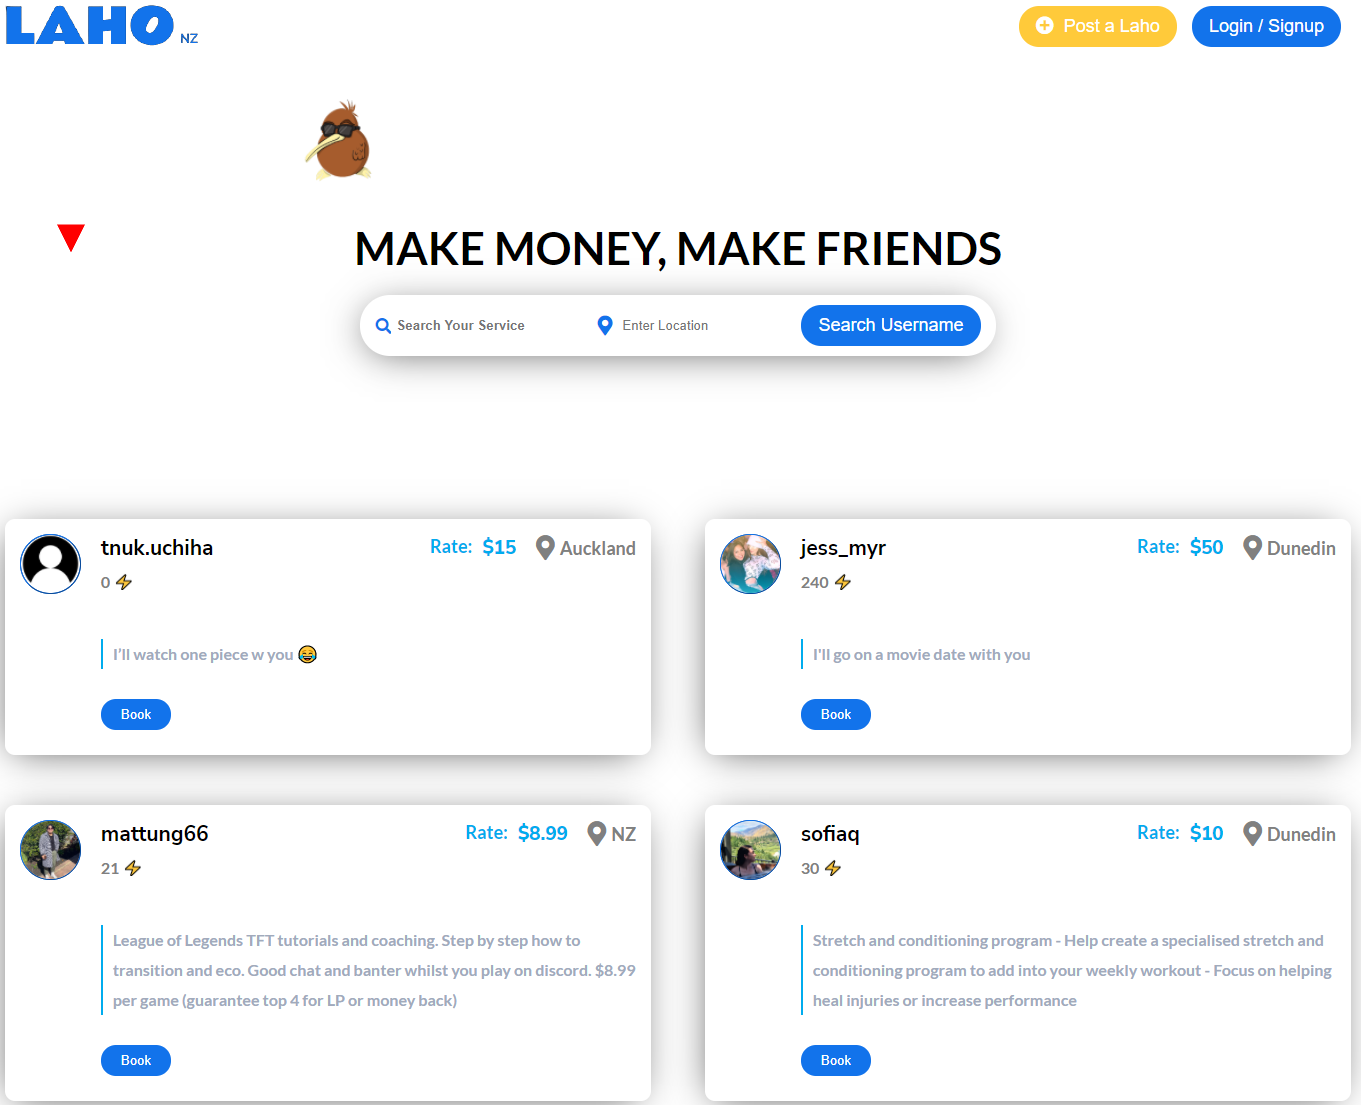 LAHO NZ
Post a Laho
Login / Signup
MAKE MONEY, MAKE FRIENDS
Search Your Service
Enter Location
Search Username
tnuk.uchiha
Rate: $15
Auckland
0 ⚡
I’ll watch one piece w you 😂
Book
jess_myr
Rate: $50
Dunedin
240 ⚡
I'll go on a movie date with you
Book
mattung66
Rate: $8.99
NZ
21 ⚡
League of Legends TFT tutorials and coaching. Step by step how to
transition and eco. Good chat and banter whilst you play on discord. $8.99
per game (guarantee top 4 for LP or money back)
Book
sofiaq
Rate: $10
Dunedin
30 ⚡
Stretch and conditioning program - Help create a specialised stretch and
conditioning program to add into your weekly workout - Focus on helping
heal injuries or increase performance
Book